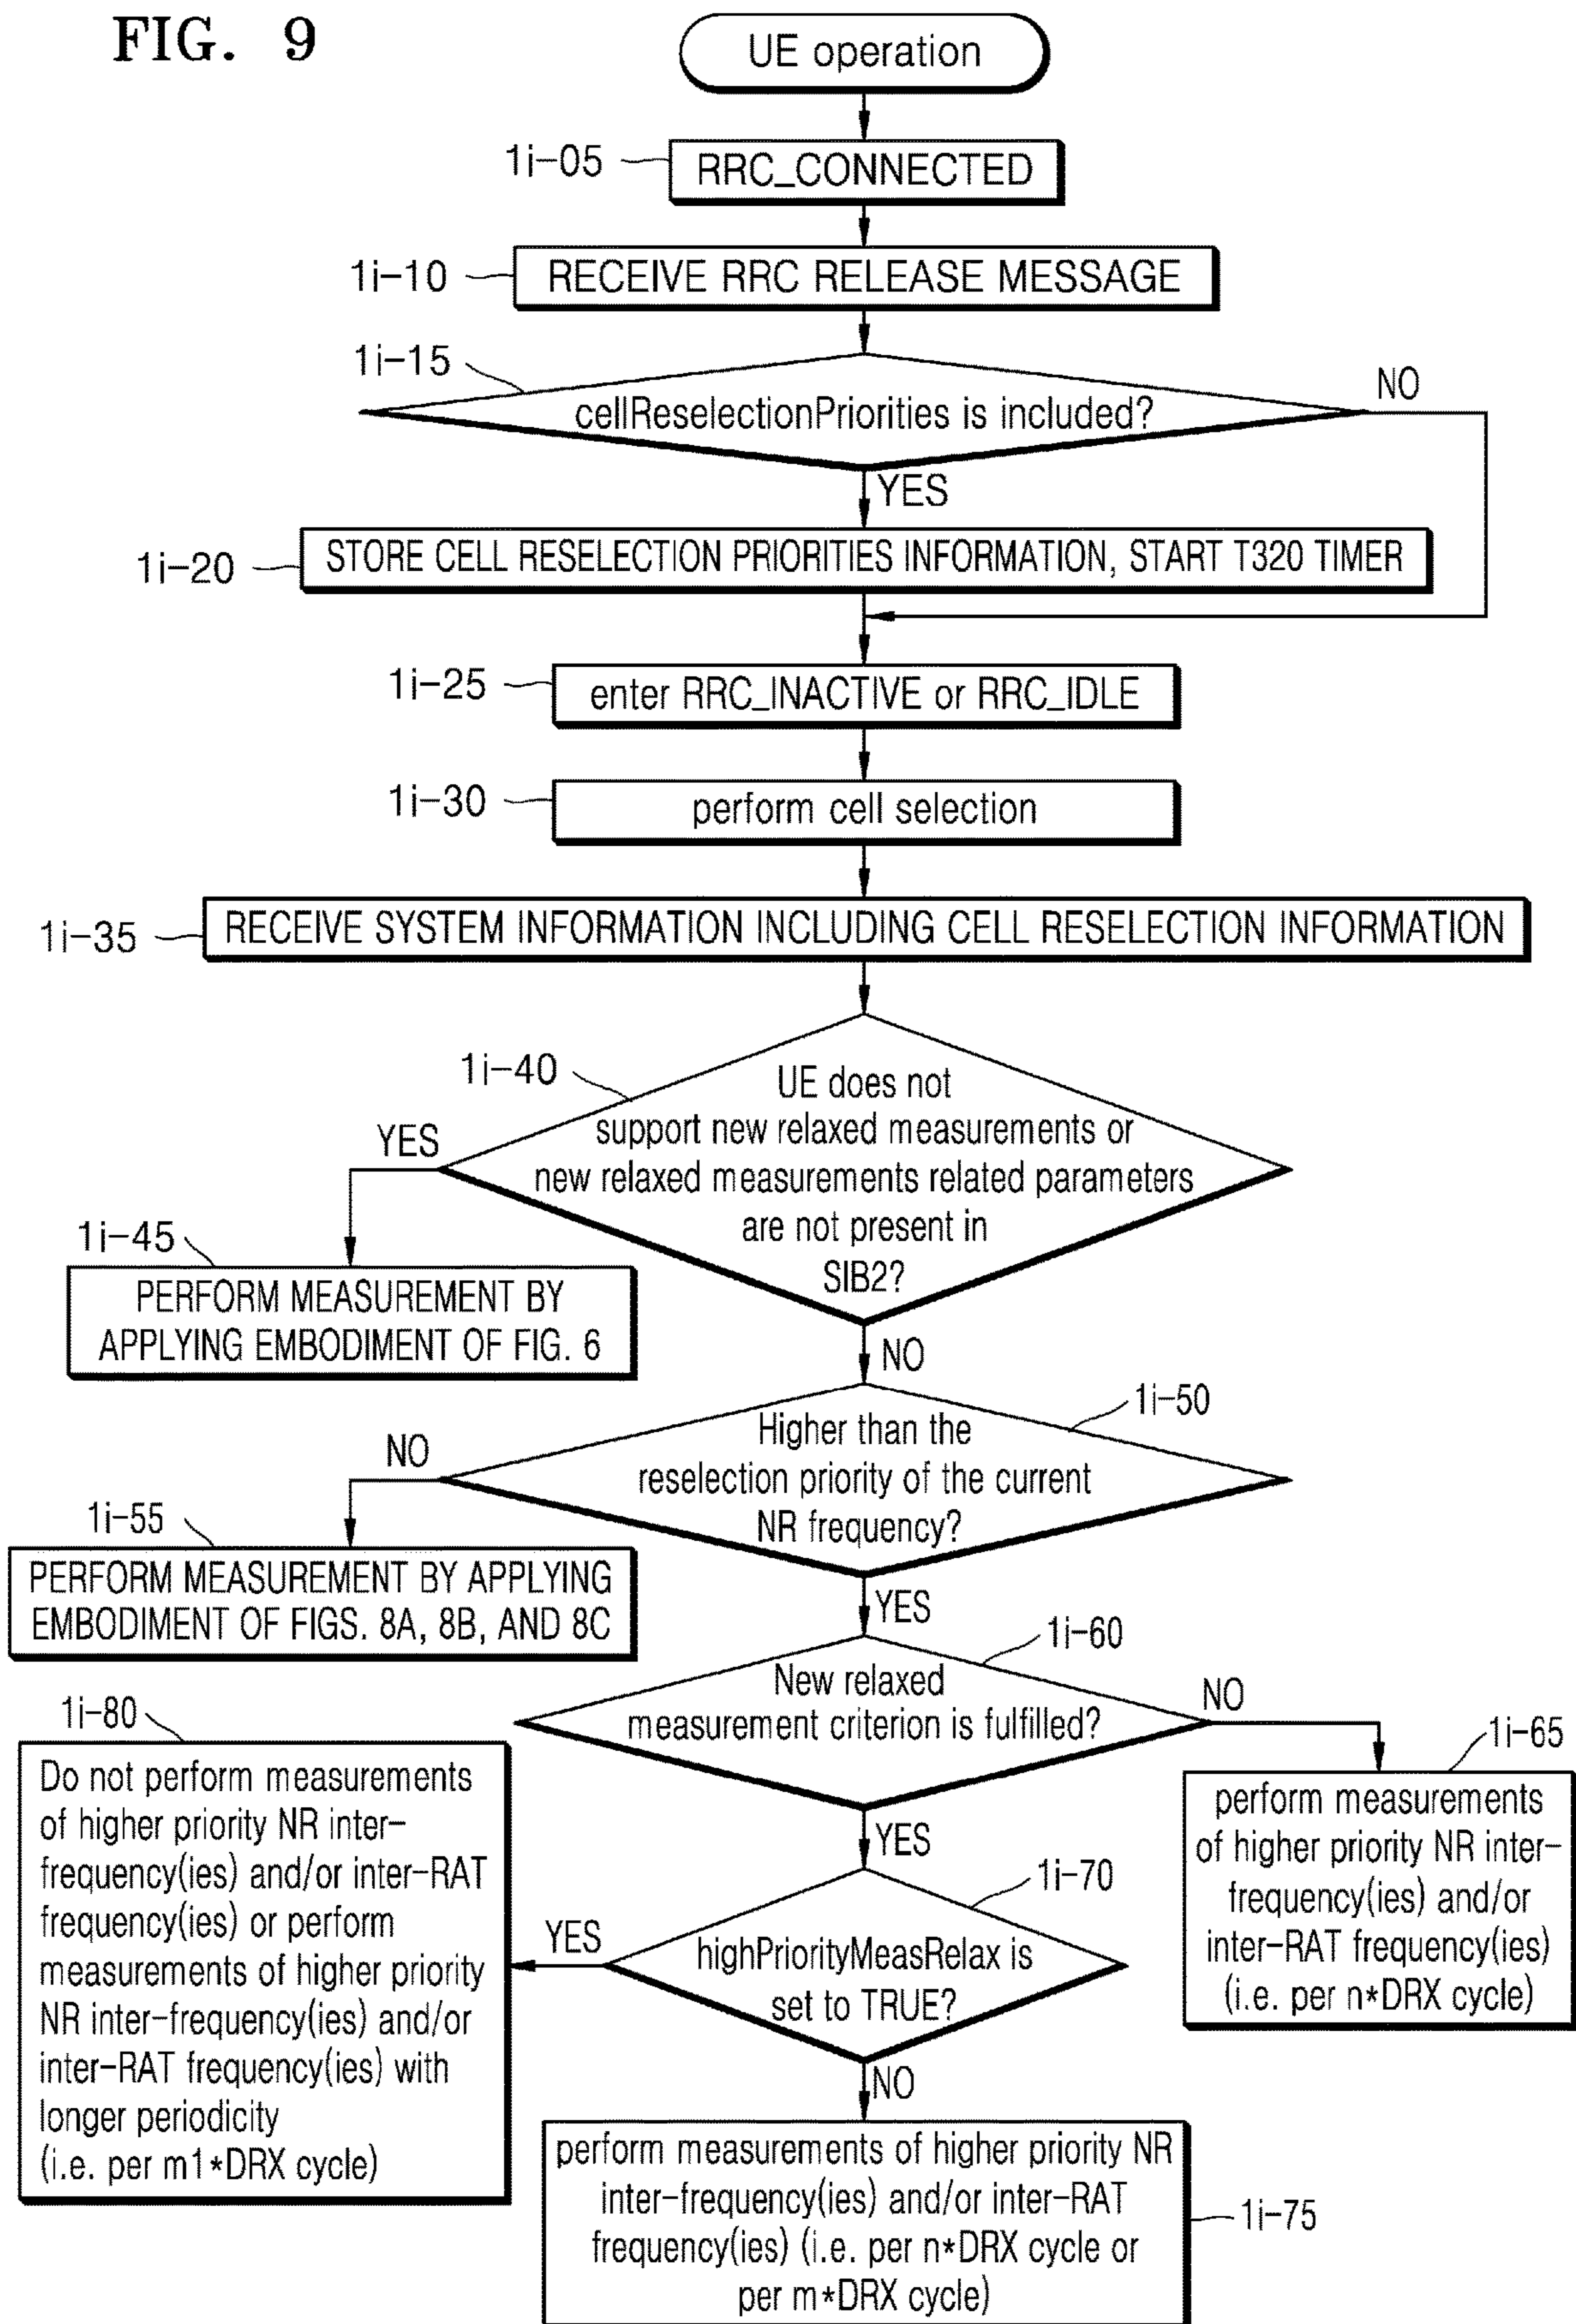 FIG. 9
UE operation
1i-05
RRC_CONNECTED
1i-10
RECEIVE RRC RELEASE MESSAGE
1i-15
cellReselectionPriorities is included?
NO
YES
1i-20
STORE CELL RESELECTION PRIORITIES INFORMATION, START T320 TIMER
1i-25
enter RRC_INACTIVE or RRC_IDLE
1i-30
perform cell selection
1i-35
RECEIVE SYSTEM INFORMATION INCLUDING CELL RESELECTION INFORMATION
1i-40
UE does not
support new relaxed measurements or
new relaxed measurements related parameters
are not present in
SIB2?
YES
1i-45
PERFORM MEASUREMENT BY
APPLYING EMBODIMENT OF FIG. 6
NO
1i-50
Higher than the
reselection priority of the current
NR frequency?
NO
1i-55
PERFORM MEASUREMENT BY APPLYING
EMBODIMENT OF FIGS. 8A, 8B, AND 8C
YES
1i-60
New relaxed
measurement criterion is fulfilled?
NO
1i-65
perform measurements
of higher priority NR inter-
frequency(ies) and/or
inter-RAT frequency(ies)
(i.e. per n*DRX cycle)
YES
1i-70
highPriorityMeasRelax is
set to TRUE?
YES
1i-80
Do not perform measurements
of higher priority NR inter-
frequency(ies) and/or inter-RAT
frequency(ies) or perform
measurements of higher priority
NR inter-frequency(ies) and/or
inter-RAT frequency(ies) with
longer periodicity
(i.e. per m1*DRX cycle)
NO
perform measurements of higher priority NR
inter-frequency(ies) and/or inter-RAT
frequency(ies) (i.e. per n*DRX cycle or
per m*DRX cycle)
1i-75